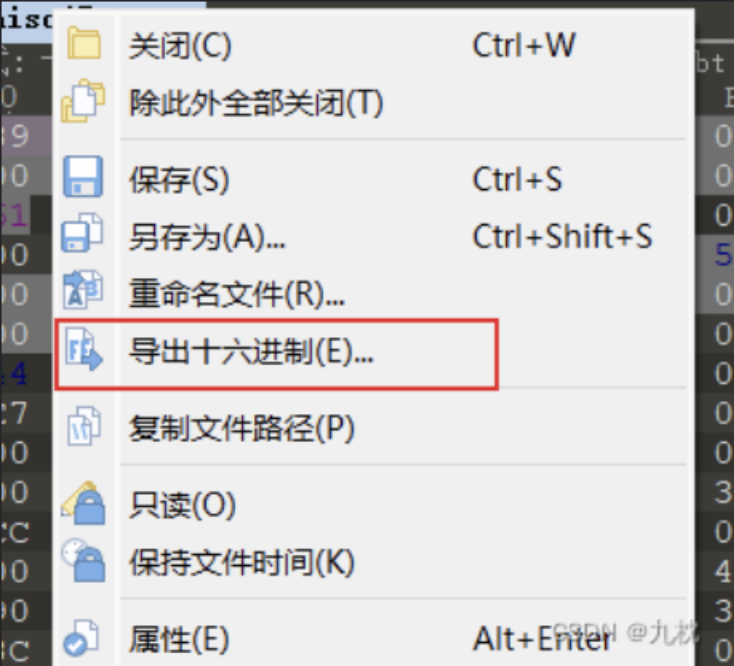 关闭(C) Ctrl+W
除此外全部关闭(T)
保存(S) Ctrl+S
另存为(A)... Ctrl+Shift+S
重命名文件(R)...
导出十六进制(E)...
复制文件路径(P)
只读(O)
保持文件时间(K)
属性(E) Alt+Enter
CSDN @九枕